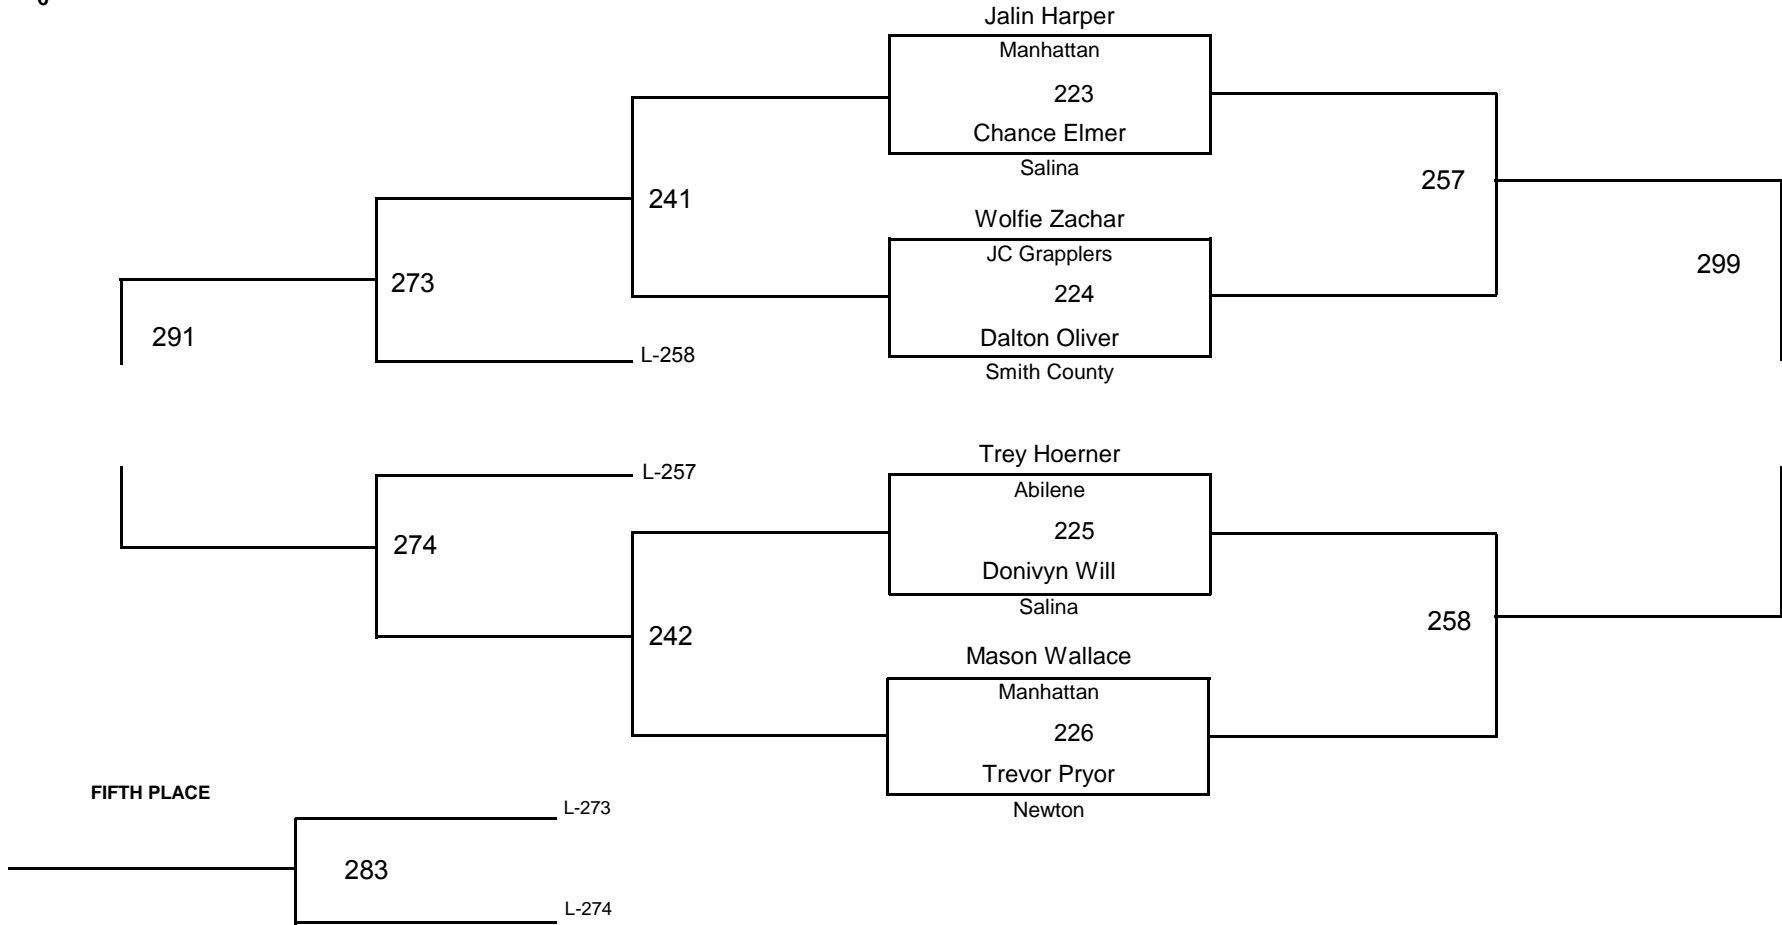 6
Jalin Harper
Manhattan
223
Chance Elmer
Salina
257
241
Wolfie Zachar
JC Grapplers
299
273
224
291
Dalton Oliver
L-258
Smith County
Trey Hoerner
L-257
Abilene
225
274
Donivyn Will
Salina
258
242
Mason Wallace
Manhattan
226
Trevor Pryor
FIFTH PLACE
L-273
Newton
283
L-274